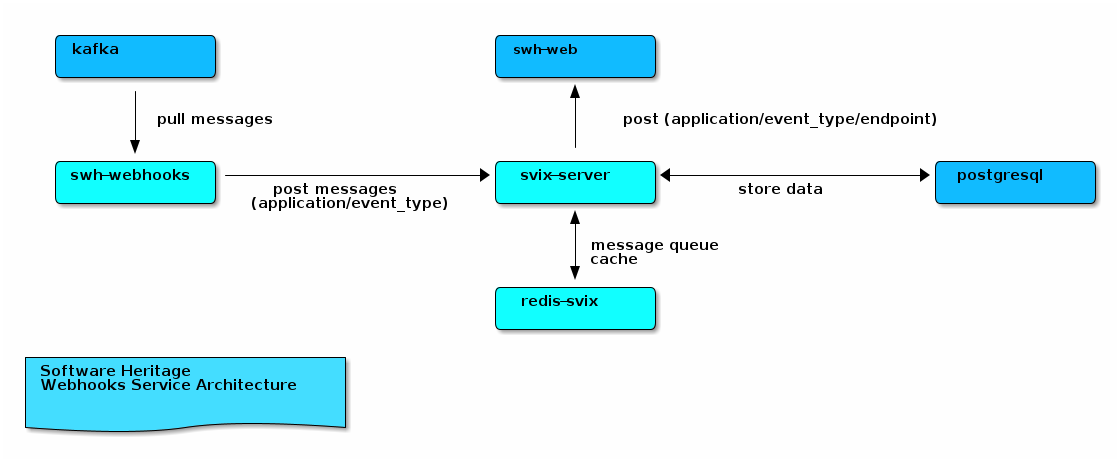 kafka
swh-web
pull messages
post (application/event_type/endpoint)
swh-webhooks
svix-server
postgresql
post messages
(application/event_type)
store data
message queue
cache
redis-svix
Software Heritage
Webhooks Service Architecture